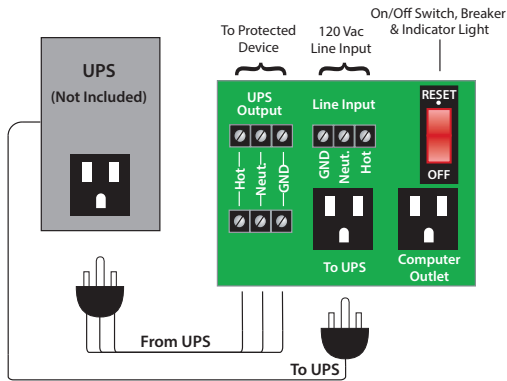 To Protected
Device
120 Vac
Line Input
On/Off Switch, Breaker
& Indicator Light
UPS
(Not Included)
UPS
Output
Line Input
RESET
OFF
Hot
Neut.
GND
GND
Neut.
Hot
To UPS
Computer
Outlet
From UPS
To UPS